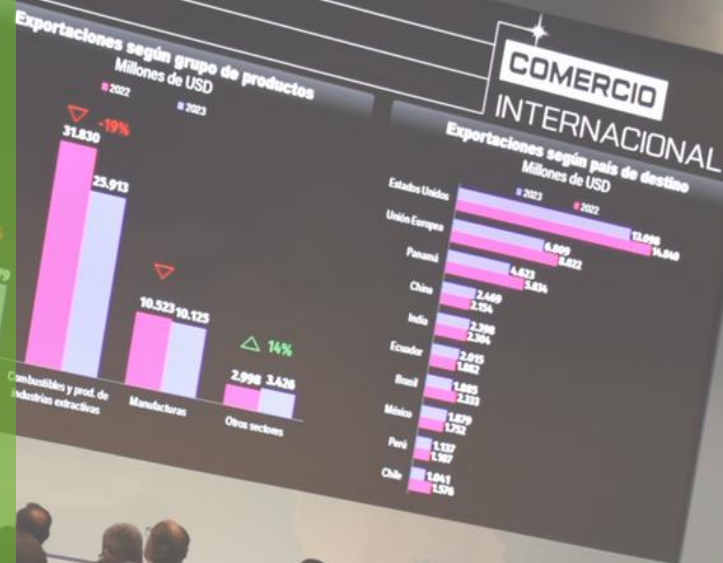 COMERCIO
INTERNACIONAL
Exportaciones según grupo de productos
Millones de USD
2022
2023
-19%
31.830
25.913
10.523
10.125
14%
2.998
3.426
Combustibles y prod. de
industrias extractivas
Manufacturas
Otros sectores
Exportaciones según país de destino
Millones de USD
2023
2022
Estados Unidos
13.098
14.840
Unión Europea
6.809
8.022
Panamá
4.623
5.834
China
2.469
2.154
India
2.398
2.304
Ecuador
2.015
1.882
Brasil
1.885
2.333
México
1.879
1.752
Perú
1.137
1.107
Chile
1.041
1.576